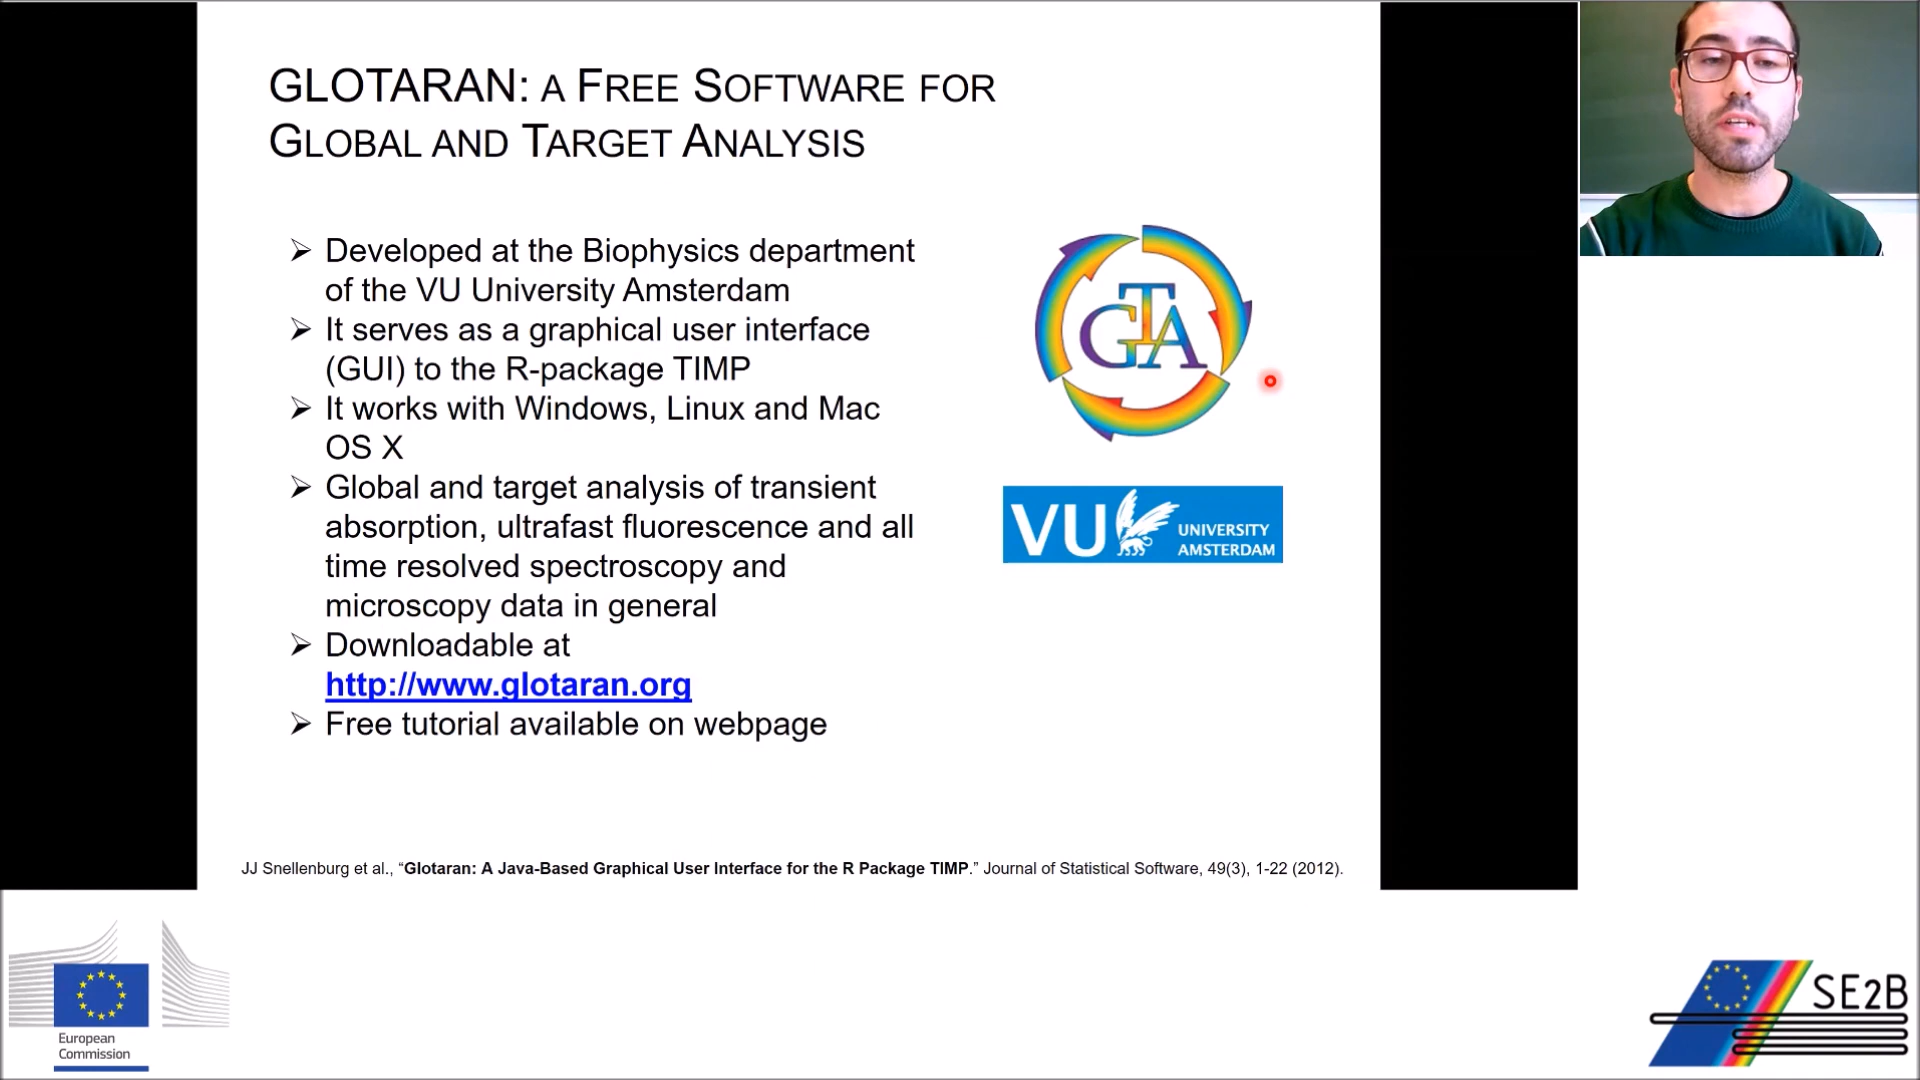 GLOTARAN: A FREE SOFTWARE FOR
GLOBAL AND TARGET ANALYSIS
➢ Developed at the Biophysics department
of the VU University Amsterdam
➢ It serves as a graphical user interface
(GUI) to the R-package TIMP
➢ It works with Windows, Linux and Mac
OS X
➢ Global and target analysis of transient
absorption, ultrafast fluorescence and all
time resolved spectroscopy and
microscopy data in general
➢ Downloadable at
http://www.glotaran.org
➢ Free tutorial available on webpage
GTA
VU UNIVERSITY
AMSTERDAM
JJ Snellenburg et al., “Glotaran: A Java-Based Graphical User Interface for the R Package TIMP.” Journal of Statistical Software, 49(3), 1-22 (2012).
European
Commission
SE2B